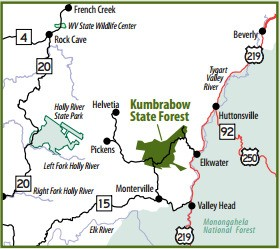 French Creek
WV State Wildlife Center
4
Rock Cave
Beverly
219
20
Tygart
Valley
River
Helvetia
Kumbrabow
State Forest
Holly River
State Park
Huttonsville
92
Pickens
250
Elkwater
Left Fork Holly River
20
Right Fork Holly River
Monterville
15
Valley Head
Elk River
Monongahela
National Forest
219